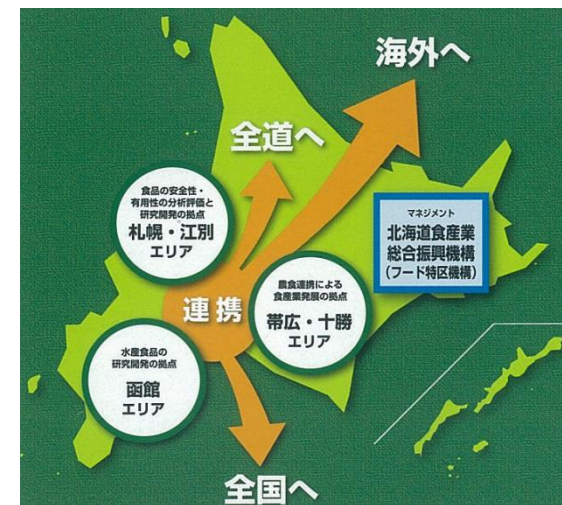 海外へ
全道へ
食品の安全性・
有用性の分析評価と
研究開発の拠点
札幌・江別
エリア
マネジメント
北海道食産業
総合振興機構
(フード特区機構)
連携
農食連携による
食産業発展の拠点
帯広・十勝
エリア
水産食品の
研究開発の拠点
函館
エリア
全国へ